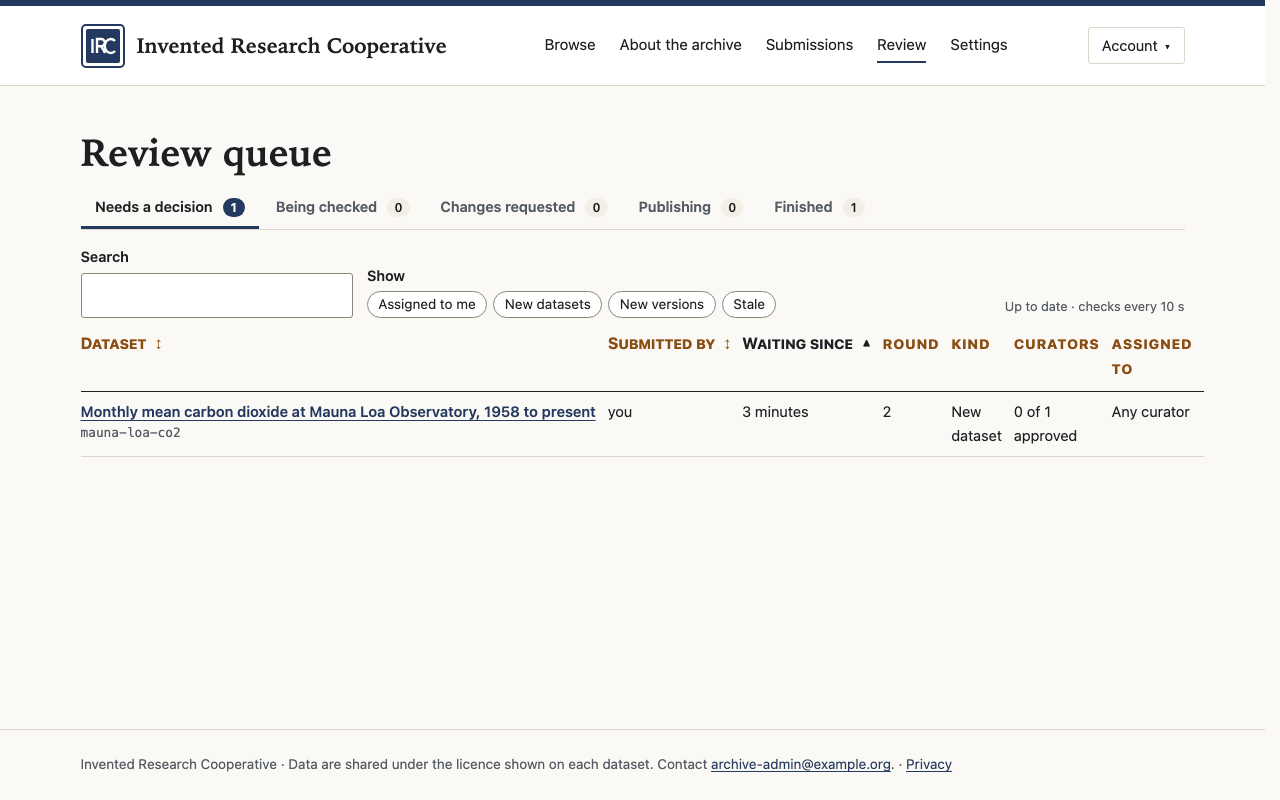 IRC Invented Research Cooperative Browse About the archive Submissions Review Settings Account ▾
Review queue
Needs a decision 1 Being checked 0 Changes requested 0 Publishing 0 Finished 1
Search
Show
Assigned to me New datasets New versions Stale Up to date · checks every 10 s
DATASET ↕ SUBMITTED BY ↕ WAITING SINCE ▲ ROUND KIND CURATORS ASSIGNED TO
Monthly mean carbon dioxide at Mauna Loa Observatory, 1958 to present you 3 minutes 2 New dataset 0 of 1 approved Any curator
mauna-loa-co2
Invented Research Cooperative · Data are shared under the licence shown on each dataset. Contact archive-admin@example.org. · Privacy